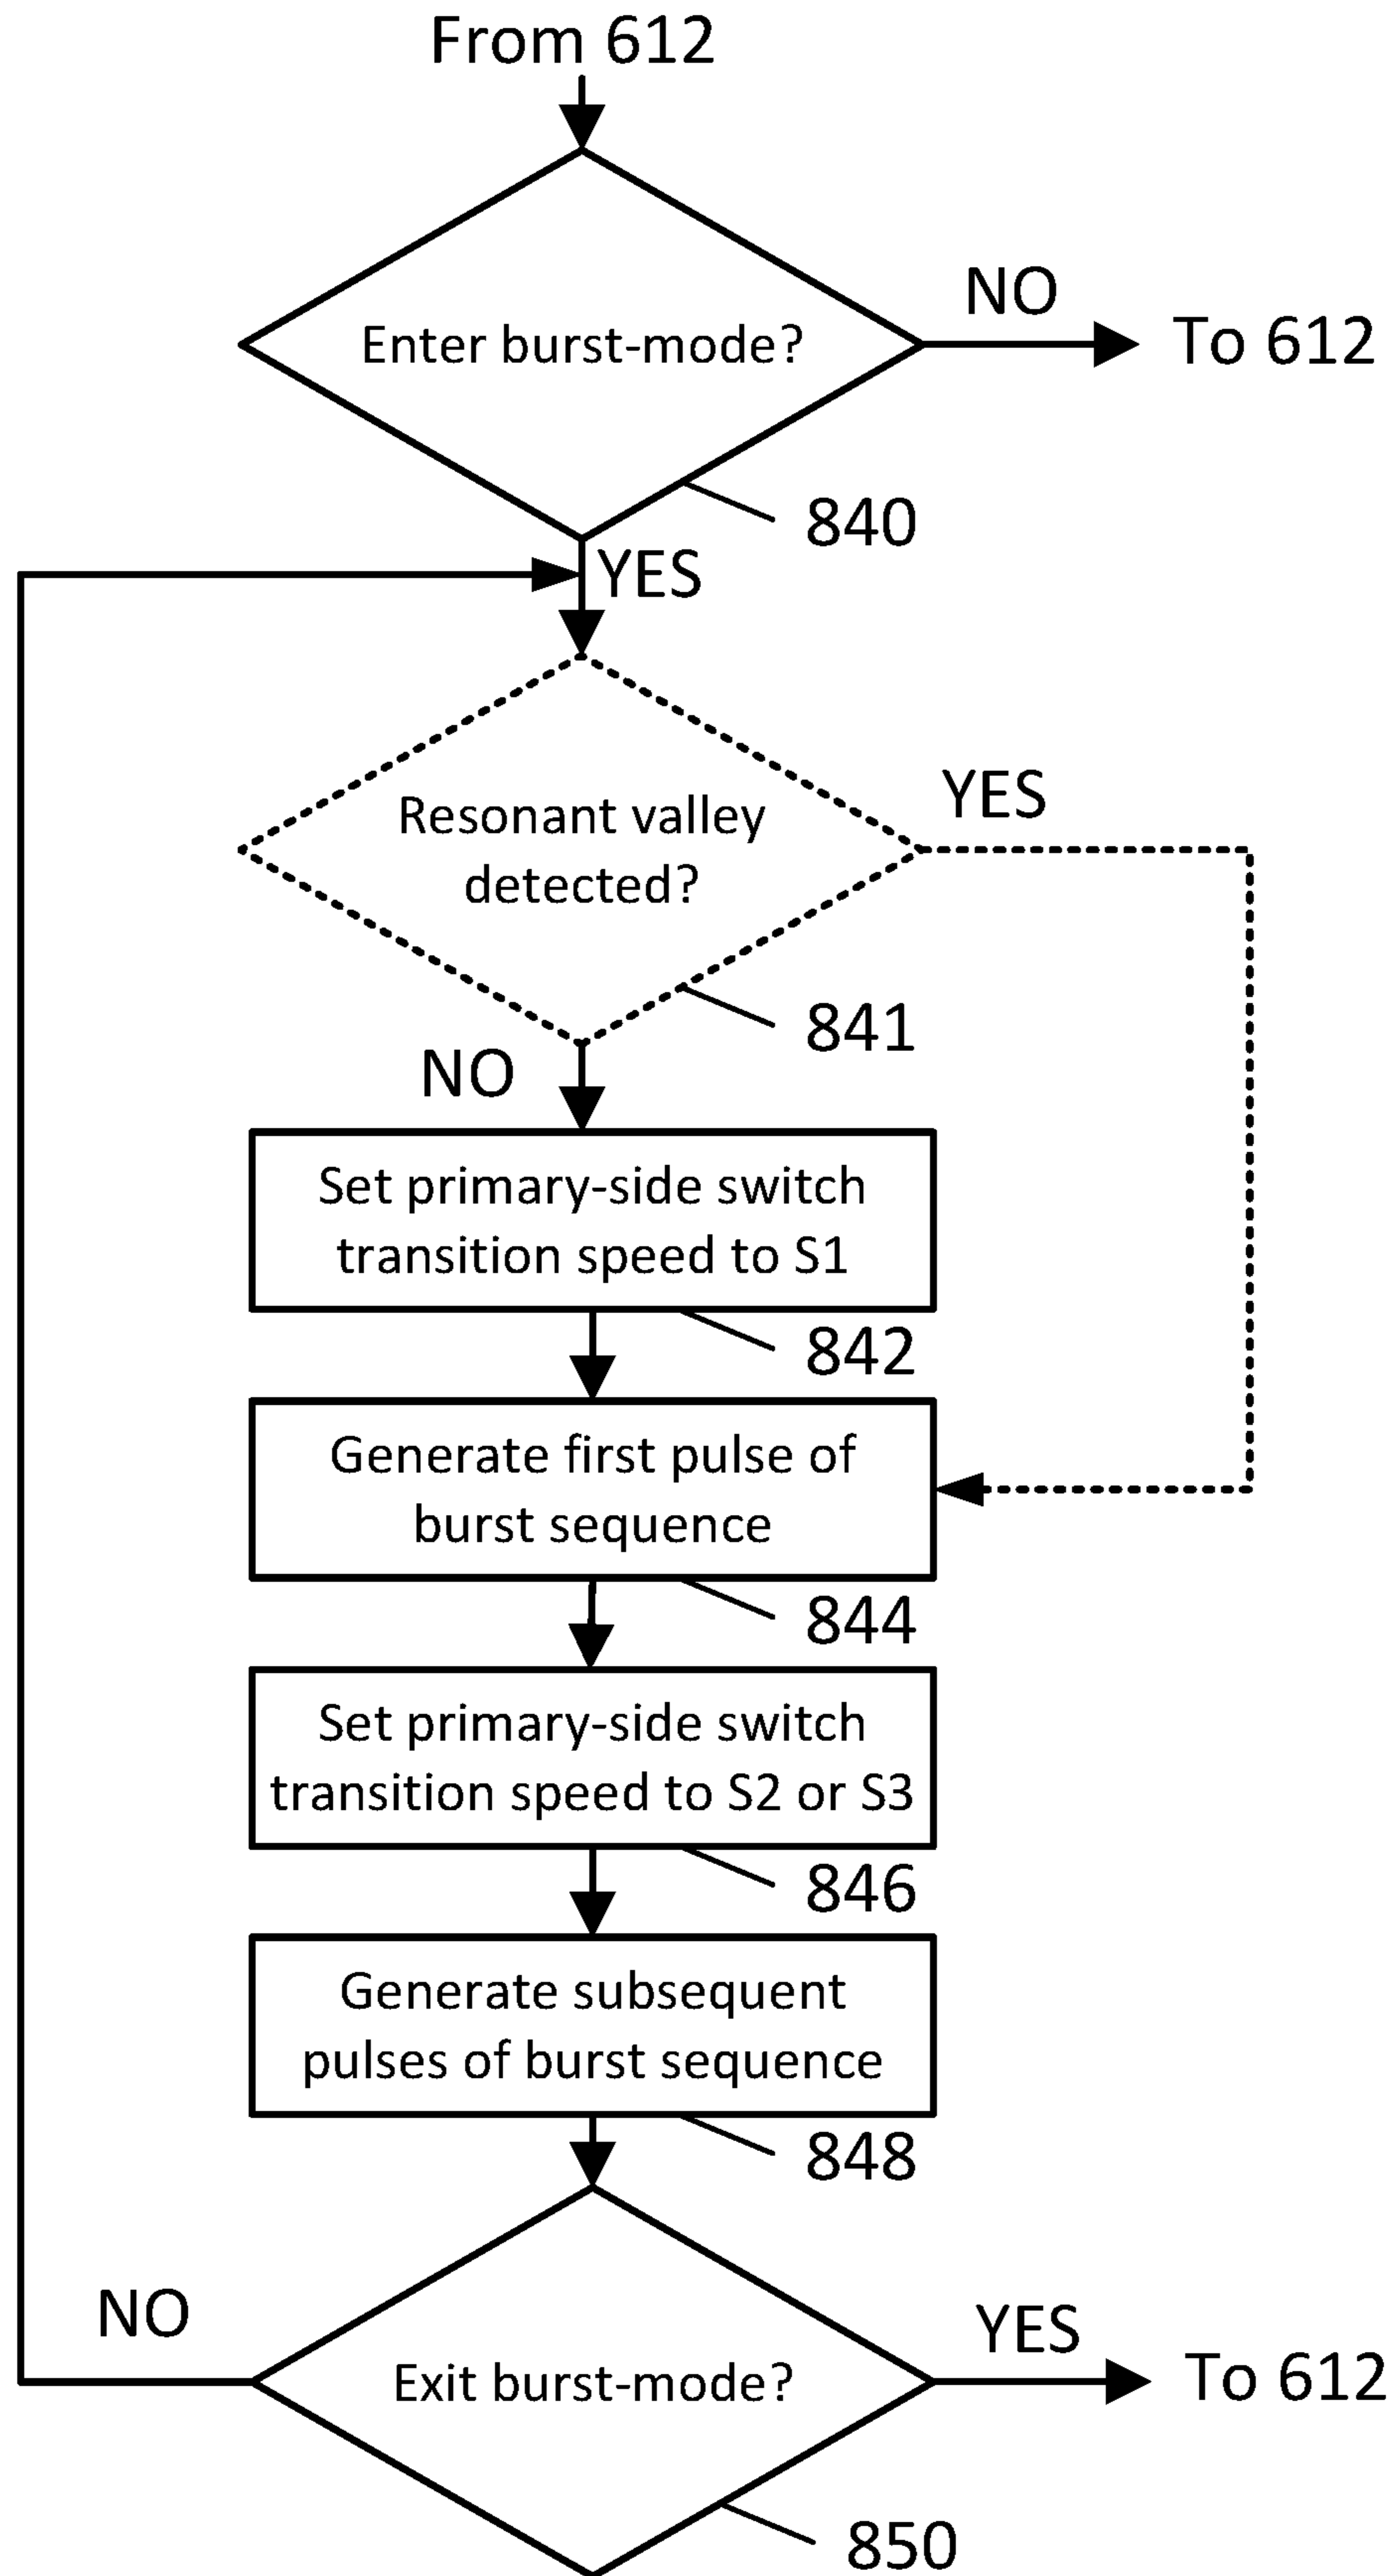 From 612
Enter burst-mode?
NO
To 612
840
YES
Resonant valley
detected?
YES
841
NO
Set primary-side switch
transition speed to S1
842
Generate first pulse of
burst sequence
844
Set primary-side switch
transition speed to S2 or S3
846
Generate subsequent
pulses of burst sequence
848
NO
Exit burst-mode?
YES
To 612
850